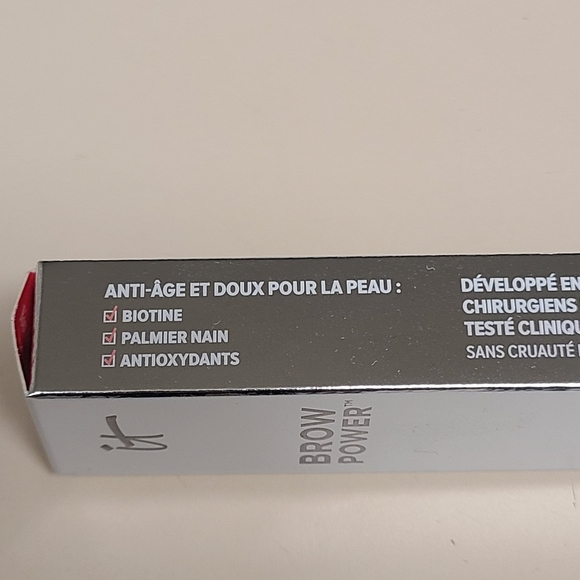 ANTI-ÂGE ET DOUX POUR LA PEAU :
BIOTINE
PALMIER NAIN
ANTIOXYDANTS
DÉVELOPPÉ EN
CHIRURGIENS
TESTÉ CLINIQU
SANS CRUAUTÉ
it
BROW
POWER™